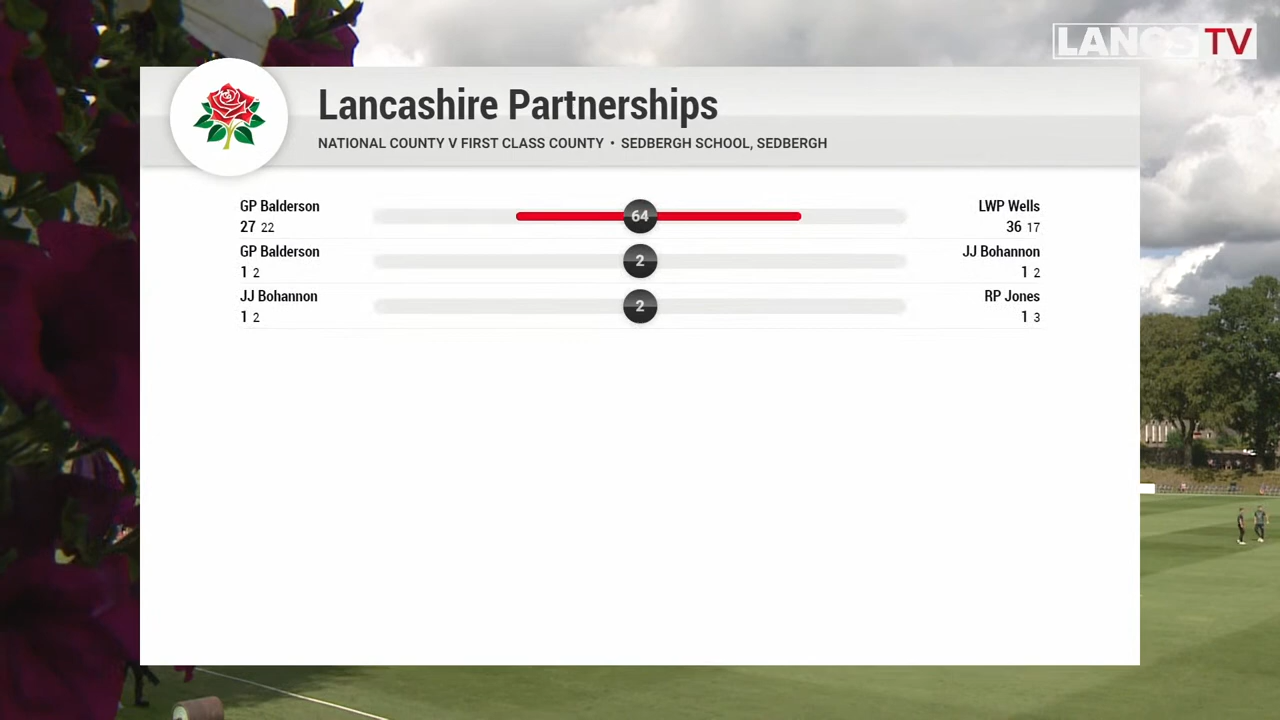 LANCS TV
Lancashire Partnerships
NATIONAL COUNTY V FIRST CLASS COUNTY • SEDBERGH SCHOOL, SEDBERGH
GP Balderson 64 LWP Wells
27 22 36 17
GP Balderson 2 JJ Bohannon
1 2 1 2
JJ Bohannon 2 RP Jones
1 2 1 3